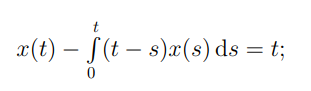 x(t) − ∫₀ᵗ (t − s)x(s) ds = t;